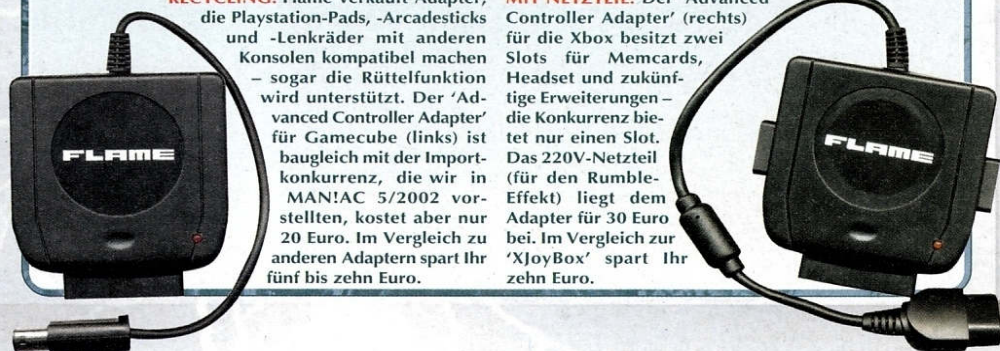 RECYCLING: Flame verkauft Adapter,
die Playstation-Pads, -Arcadesticks
und -Lenkräder mit anderen
Konsolen kompatibel machen
– sogar die Rüttelfunktion
wird unterstützt. Der ‘Ad-
vanced Controller Adapter’
für Gamecube (links) ist
baugleich mit der Import-
konkurrenz, die wir in
MAN!AC 5/2002 vor-
stellten, kostet aber nur
20 Euro. Im Vergleich zu
anderen Adaptern spart Ihr
fünf bis zehn Euro.
MIT NETZTEIL: Der ‘Advanced
Controller Adapter’ (rechts)
für die Xbox besitzt zwei
Slots für Memcards,
Headset und zukünf-
tige Erweiterungen –
die Konkurrenz bie-
tet nur einen Slot.
Das 220V-Netzteil
(für den Rumble-
Effekt) liegt dem
Adapter für 30 Euro
bei. Im Vergleich zur
‘XJoyBox’ spart Ihr
zehn Euro.
FLAME
FLAME